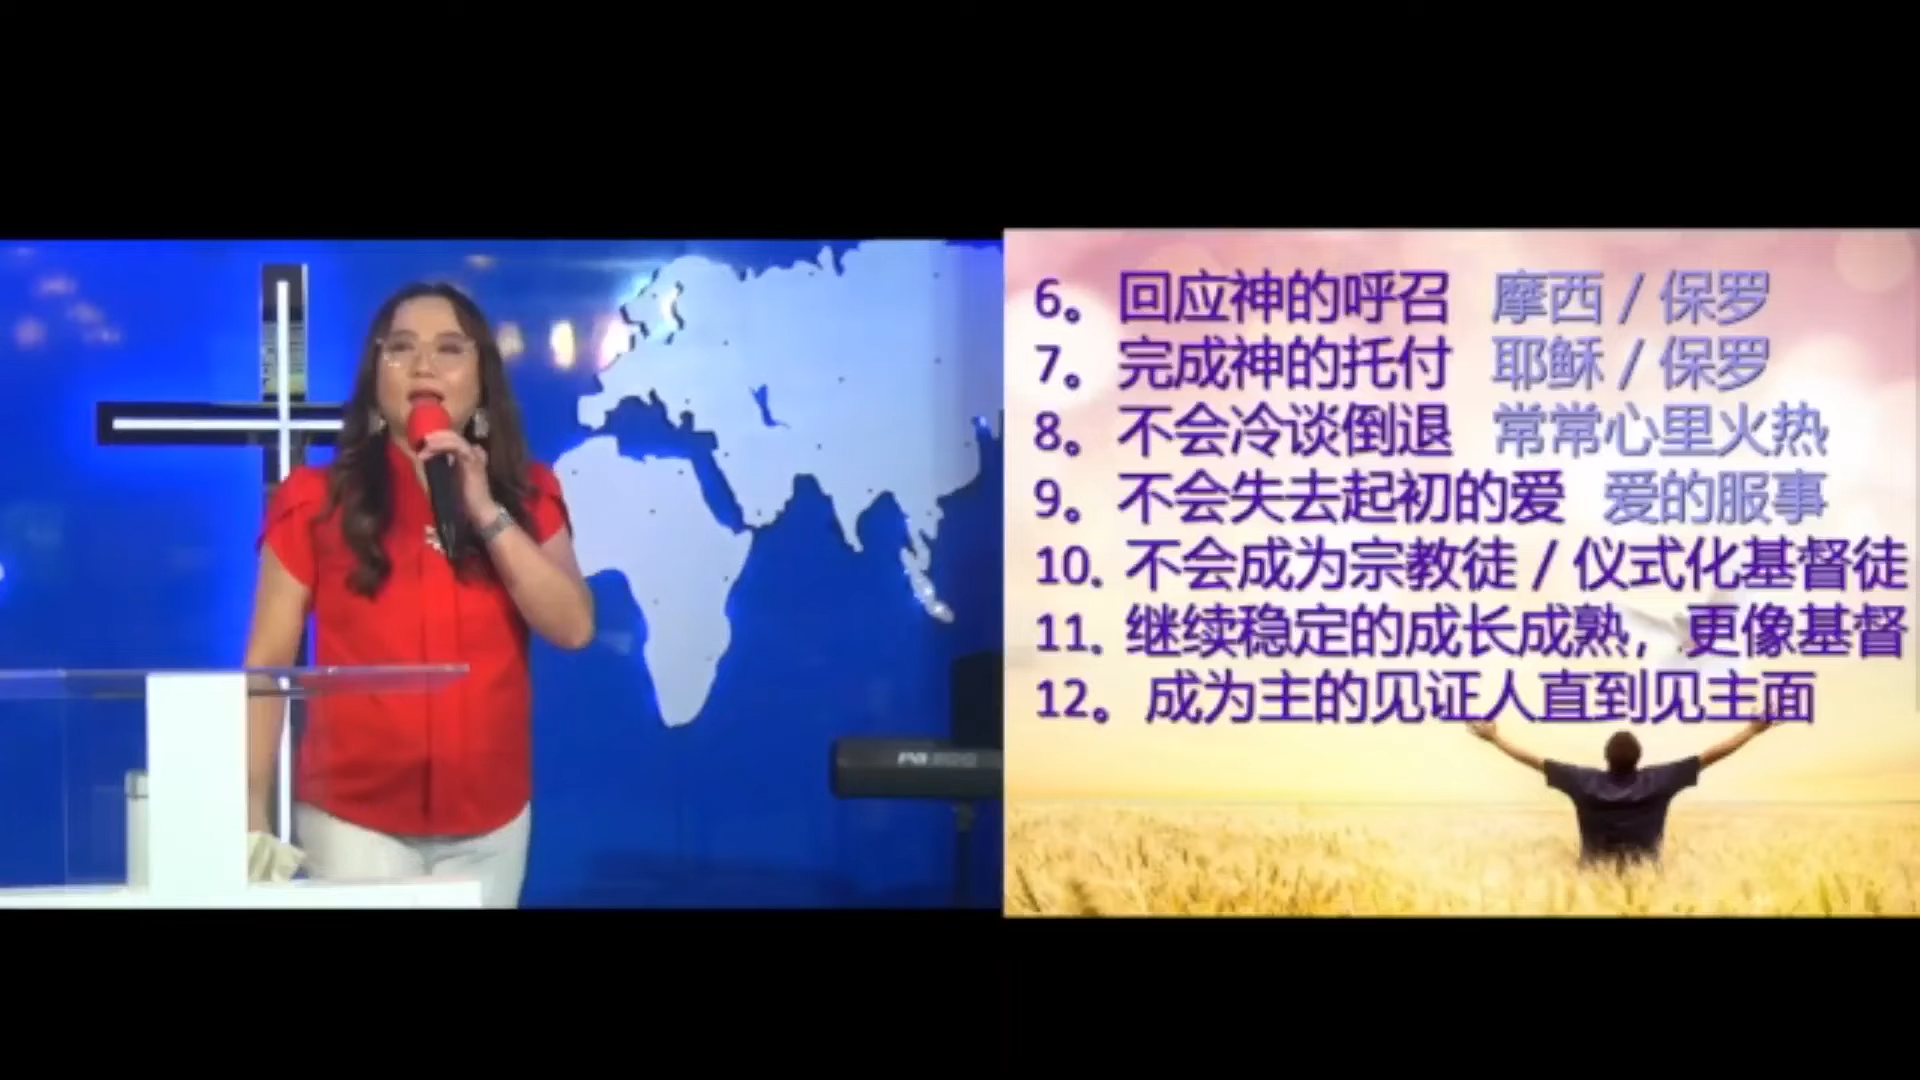 6。回应神的呼召 摩西 / 保罗
7。完成神的托付 耶稣 / 保罗
8。不会冷谈倒退 常常心里火热
9。不会失去起初的爱 爱的服事
10. 不会成为宗教徒 / 仪式化基督徒
11. 继续稳定的成长成熟，更像基督
12。成为主的见证人直到见主面